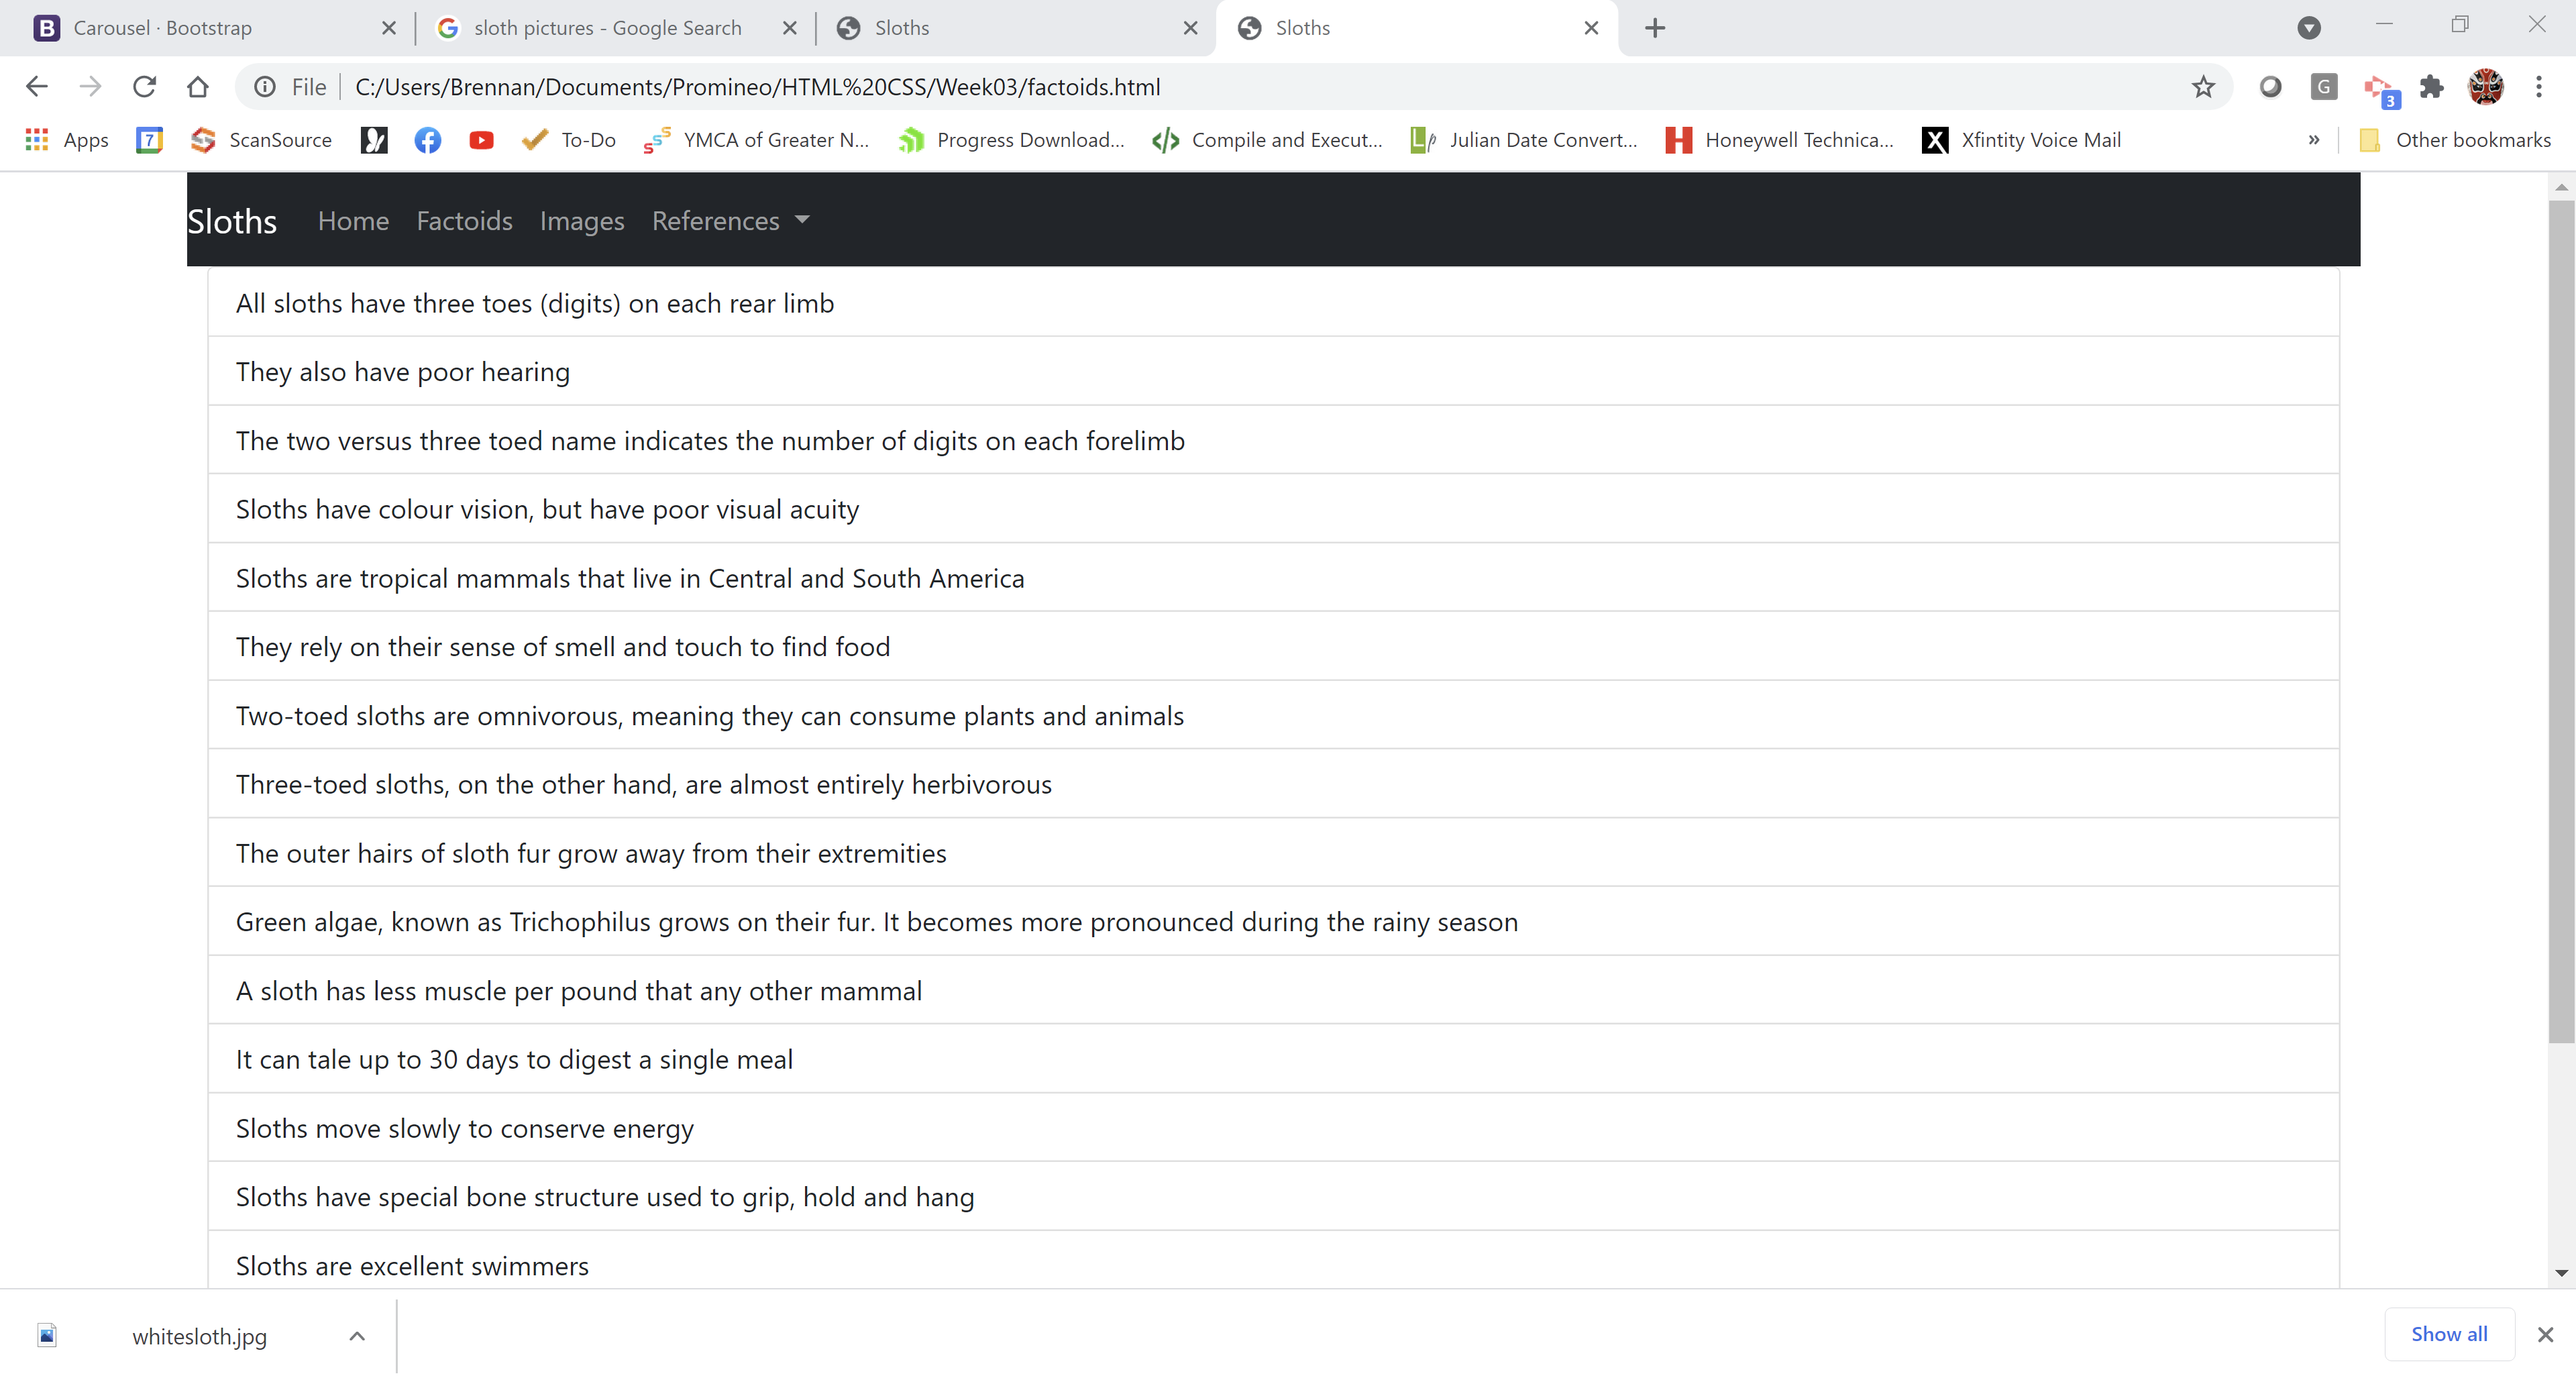 Carousel · Bootstrap
sloth pictures - Google Search
Sloths
Sloths
File
C:/Users/Brennan/Documents/Promineo/HTML%20CSS/Week03/factoids.html
G
3
Apps
7
ScanSource
To-Do
YMCA of Greater N...
Progress Download...
Compile and Execut...
Julian Date Convert...
Honeywell Technica...
Xfintity Voice Mail
»
Other bookmarks
Sloths Home Factoids Images References
All sloths have three toes (digits) on each rear limb
They also have poor hearing
The two versus three toed name indicates the number of digits on each forelimb
Sloths have colour vision, but have poor visual acuity
Sloths are tropical mammals that live in Central and South America
They rely on their sense of smell and touch to find food
Two-toed sloths are omnivorous, meaning they can consume plants and animals
Three-toed sloths, on the other hand, are almost entirely herbivorous
The outer hairs of sloth fur grow away from their extremities
Green algae, known as Trichophilus grows on their fur. It becomes more pronounced during the rainy season
A sloth has less muscle per pound that any other mammal
It can tale up to 30 days to digest a single meal
Sloths move slowly to conserve energy
Sloths have special bone structure used to grip, hold and hang
Sloths are excellent swimmers
whitesloth.jpg
Show all